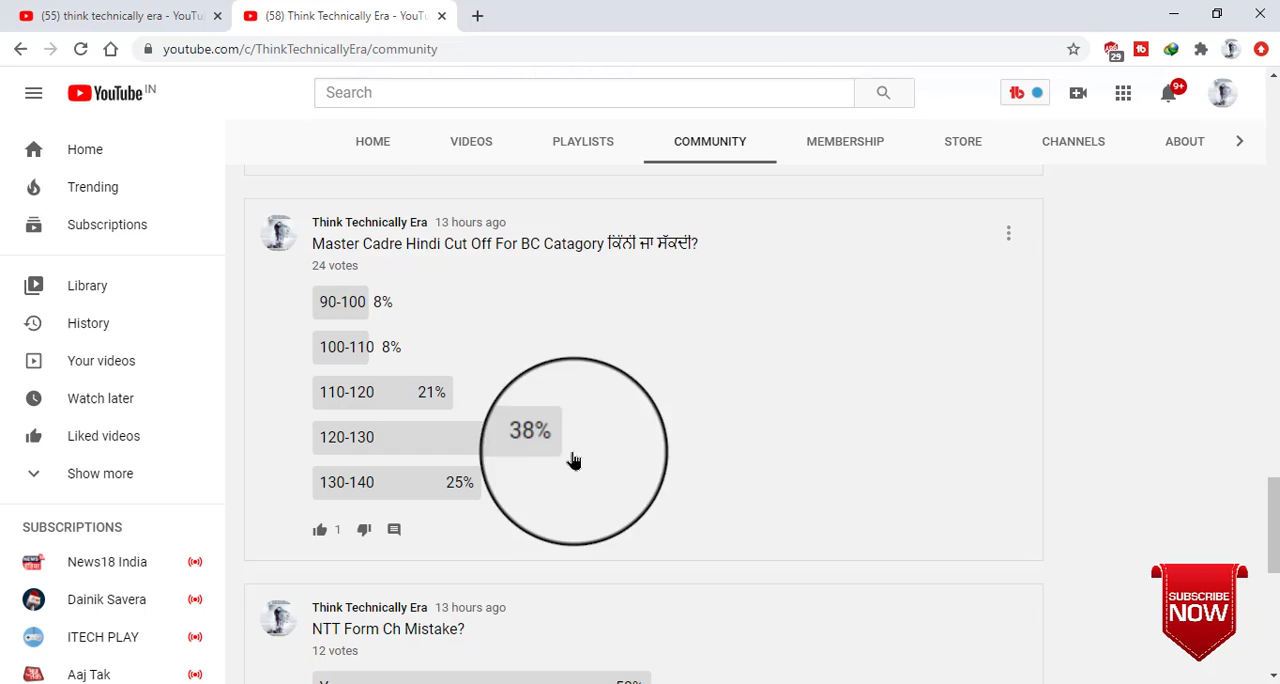 (55) think technically era - YouTu
(58) Think Technically Era - YouTu
youtube.com/c/ThinkTechnicallyEra/community
29
YouTube IN
Search
9+
HOME VIDEOS PLAYLISTS COMMUNITY MEMBERSHIP STORE CHANNELS ABOUT
Home
Trending
Subscriptions
Library
History
Your videos
Watch later
Liked videos
Show more
SUBSCRIPTIONS
News18 India
Dainik Savera
ITECH PLAY
Aaj Tak
Think Technically Era 13 hours ago
Master Cadre Hindi Cut Off For BC Catagory ਕਿੰਨੀ ਜਾ ਸੱਕਦੀ?
24 votes
90-100 8%
100-110 8%
110-120 21%
120-130 38%
130-140 25%
1
Think Technically Era 13 hours ago
NTT Form Ch Mistake?
12 votes
SUBSCRIBE
NOW